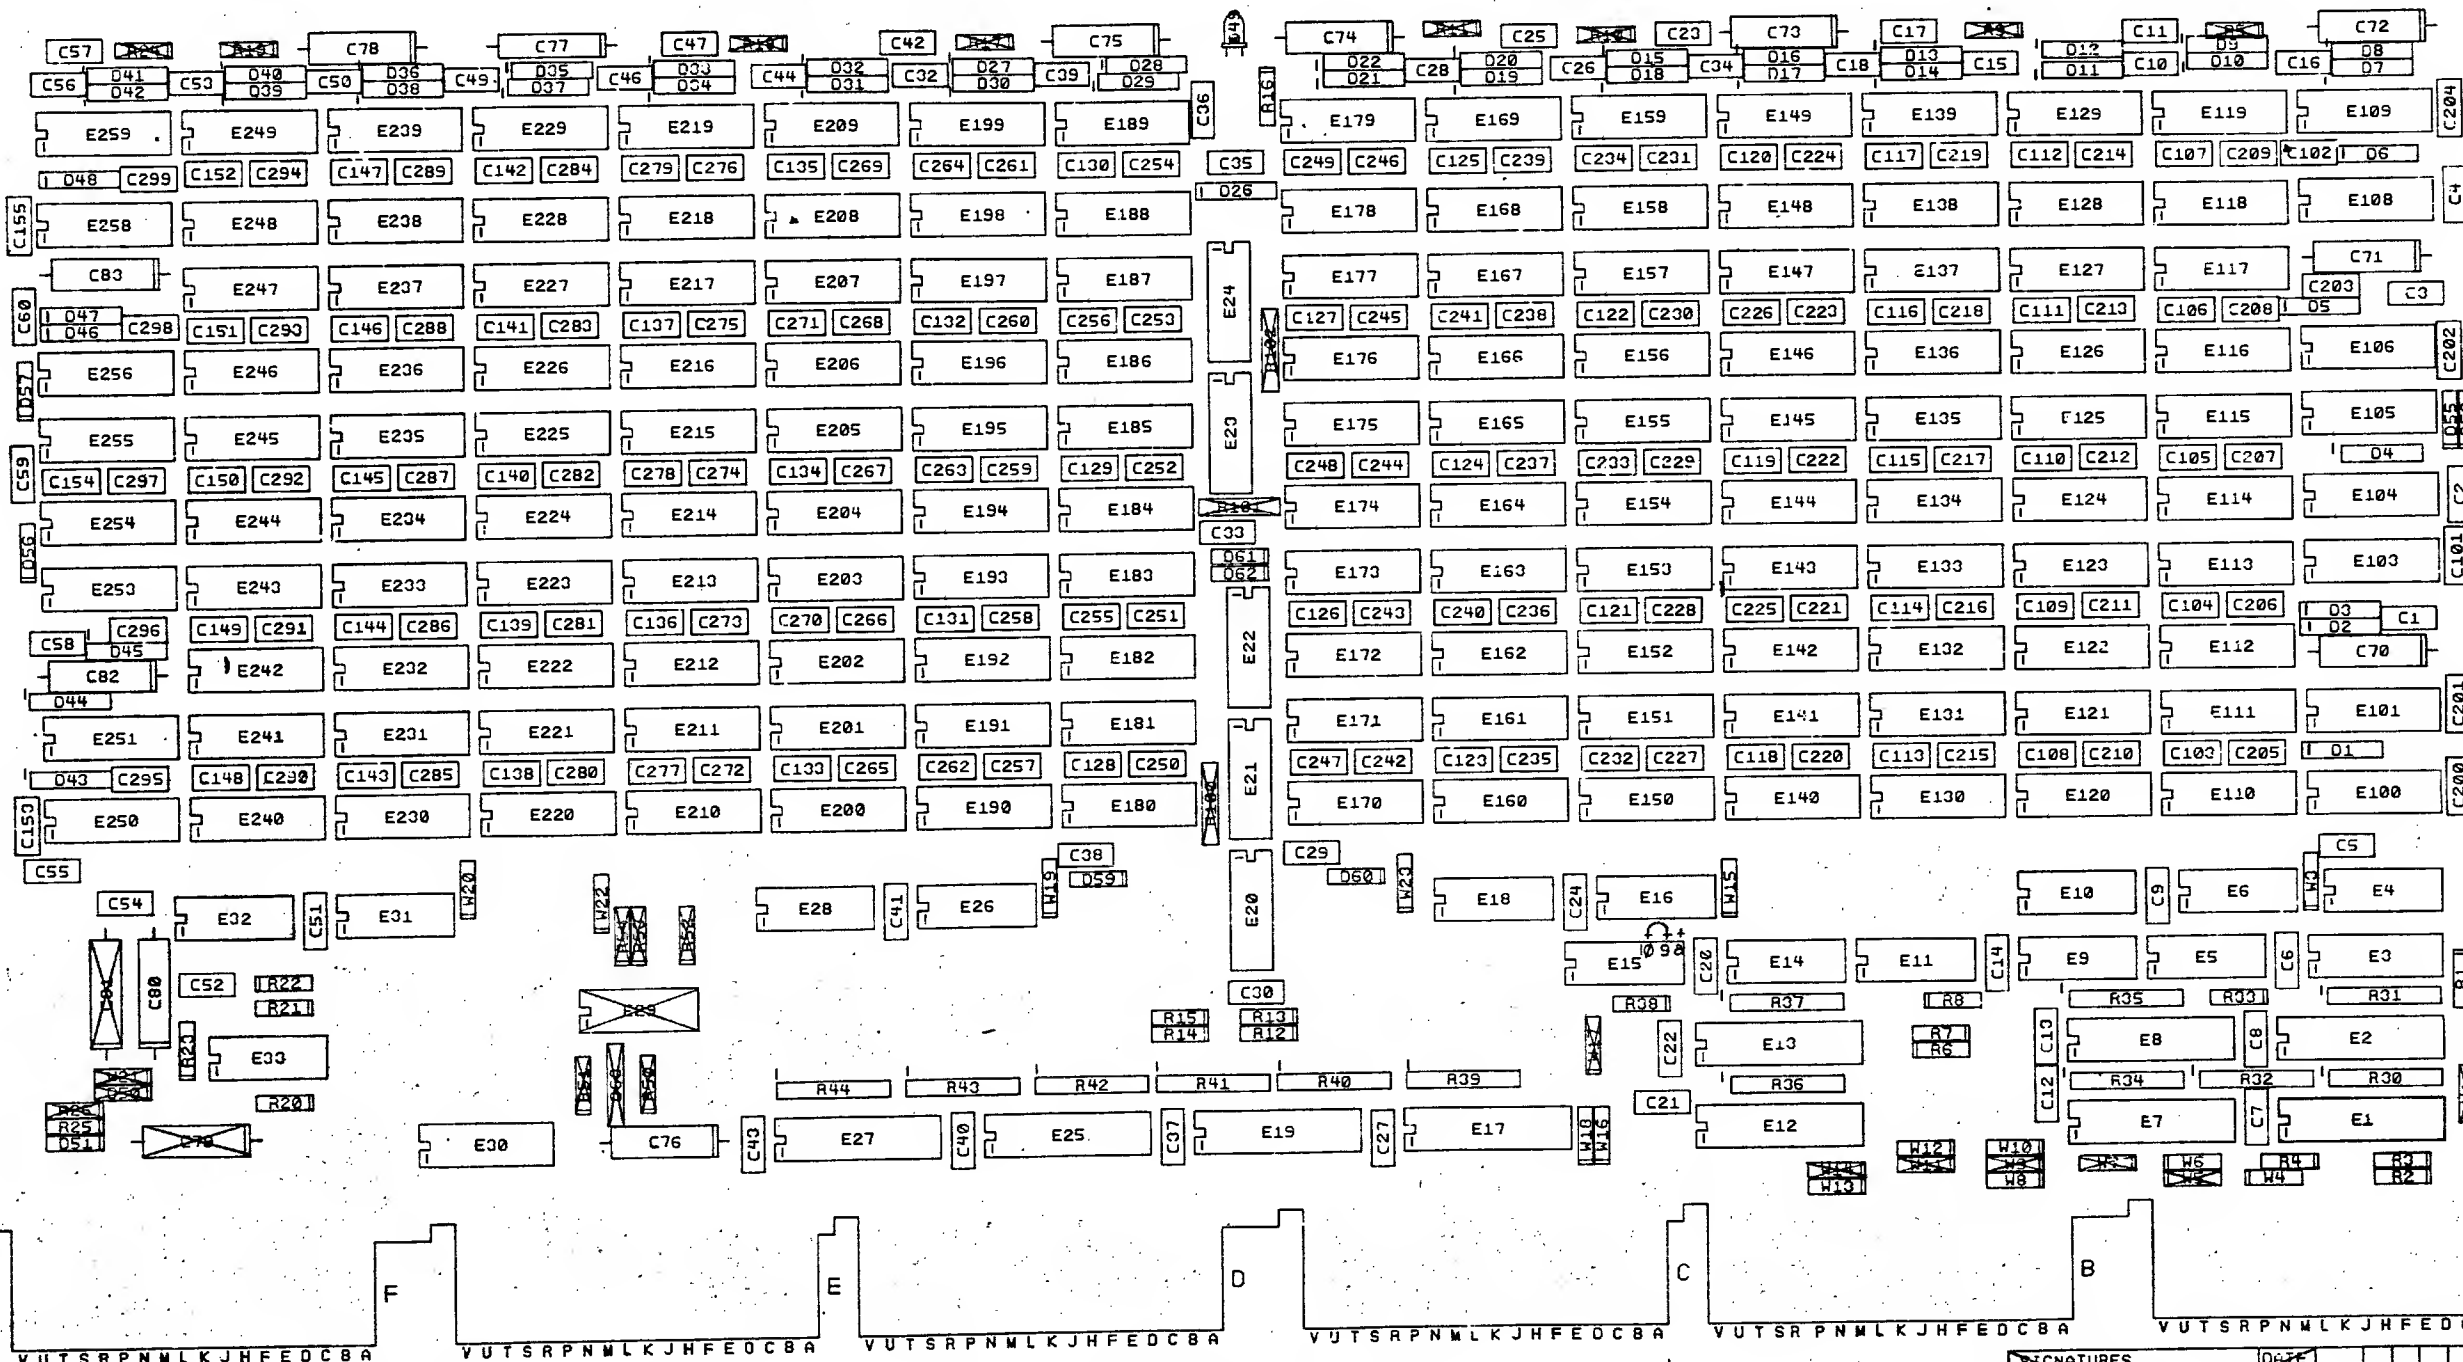 C57 C78 C77 C47 C42 C75 C74 C25 C23 C73 C17 C11 C72
C56 D41 C53 D40 C50 D36 C49 D35 C46 D33 C44 D32 C32 D27 C39 D28 D22 C28 D20 C26 D15 C34 D16 C18 D13 C15 D12 C10 D9 C16 D8
D42 D39 D38 D37 D34 D31 D30 D29 C36 R16 D21 D19 D18 D17 D14 D11 D10 D7
E259 E249 E239 E229 E219 E209 E199 E189 E179 E169 E159 E149 E139 E129 E119 E109 C204
D48 C299 C152 C294 C147 C289 C142 C284 C279 C276 C135 C269 C264 C261 C130 C254 C35 C249 C246 C125 C239 C234 C231 C120 C224 C117 C219 C112 C214 C107 C209 C102 D6
D26
C155 E258 E248 E238 E228 E218 E208 E198 E188 E178 E168 E158 E148 E138 E128 E118 E108 C4
C83 E247 E237 E227 E217 E207 E197 E187 E24 E177 E167 E157 E147 E137 E127 E117 C71
C203 C3
C60 D47 D46 C298 C151 C293 C146 C288 C141 C283 C137 C275 C271 C268 C132 C260 C256 C253 C127 C245 C241 C238 C122 C230 C226 C223 C116 C218 C111 C213 C106 C208 D5
R102
E256 E246 E236 E226 E216 E206 E196 E186 E176 E166 E156 E146 E136 E126 E116 E106 C202
D57
E255 E245 E235 E225 E215 E205 E195 E185 E23 E175 E165 E155 E145 E135 E125 E115 E105 D55
C59 C154 C297 C150 C292 C145 C287 C140 C282 C278 C274 C134 C267 C263 C259 C129 C252 C248 C244 C124 C237 C233 C229 C119 C222 C115 C217 C110 C212 C105 C207 D4
E254 E244 E234 E224 E214 E204 E194 E184 R101 E174 E164 E154 E144 E134 E124 E114 E104 C2
D56 C33
D61
D62
E253 E243 E233 E223 E213 E203 E193 E183 E173 E163 E153 E143 E133 E123 E113 E103 C101
C58 C296 C149 C291 C144 C286 C139 C281 C136 C273 C270 C266 C131 C258 C255 C251 C126 C243 C240 C236 C121 C228 C225 C221 C114 C216 C109 C211 C104 C206 D3 C1
D45 D2
C82 E242 E232 E222 E212 E202 E192 E182 E22 E172 E162 E152 E142 E132 E122 E112 C70
D44
E251 E241 E231 E221 E211 E201 E191 E181 E171 E161 E151 E141 E131 E121 E111 E101 C201
D43 C295 C148 C290 C143 C285 C138 C280 C277 C272 C133 C265 C262 C257 C128 C250 E21 C247 C242 C123 C235 C232 C227 C118 C220 C113 C215 C108 C210 C103 C205 D1
C153 E250 E240 E230 E220 E210 E200 E190 E180 R100 E170 E160 E150 E140 E130 E120 E110 E100 C200
C55 C38 C29 C5
D59 D60
C54 E32 C51 E31 W20 W22 E28 C41 E26 W19 E20 W23 E18 C24 E16 W15 E10 C9 E6 W3 E4
R52
C81 C80 E15 10 9 8 C20 E14 E11 C14 E9 E5 C6 E3 R1
C52 R22 E29 C30 R38 R37 R8 R35 R33 R31
R21 R15 R13
R14 R12
R23 E33 C22 E13 R7 C13 E8 C8 E2
R6
R44 R43 R42 R41 R40 R39 R36 R34 R32 R30
R20 C21 C12
R26
R25
D51 E30 C76 C43 E27 C40 E25 C37 E19 C27 E17 W18 W16 E12 E7 C7 E1
W12 W10
W13 W8 W6 W4 R4 R3 R2
F E D C B
V U T S R P N M L K J H F E D C B A V U T S R P N M L K J H F E D C B A V U T S R P N M L K J H F E D C B A V U T S R P N M L K J H F E D C B A V U T S R P N M L K J H F E D C B A V U T S R P N M L K J H F E D
SIGNATURES DATE